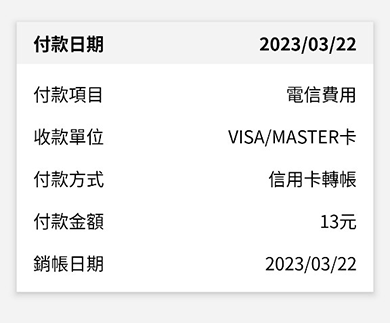 付款日期 2023/03/22
付款項目 電信費用
收款單位 VISA/MASTER卡
付款方式 信用卡轉帳
付款金額 13元
銷帳日期 2023/03/22